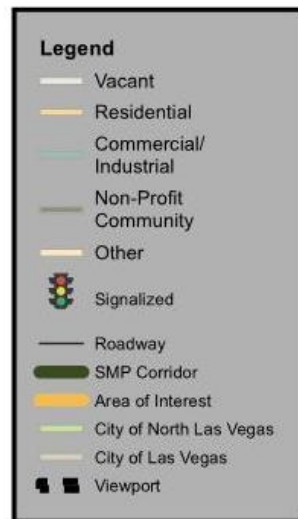 Legend
Vacant
Residential
Commercial/
Industrial
Non-Profit
Community
Other
Signalized
Roadway
SMP Corridor
Area of Interest
City of North Las Vegas
City of Las Vegas
Viewport